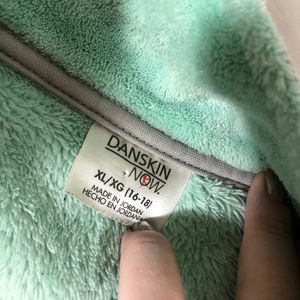 DANSKIN
NOW.
XL/XG (16-18)
MADE IN JORDAN
HECHO EN JORDANIA